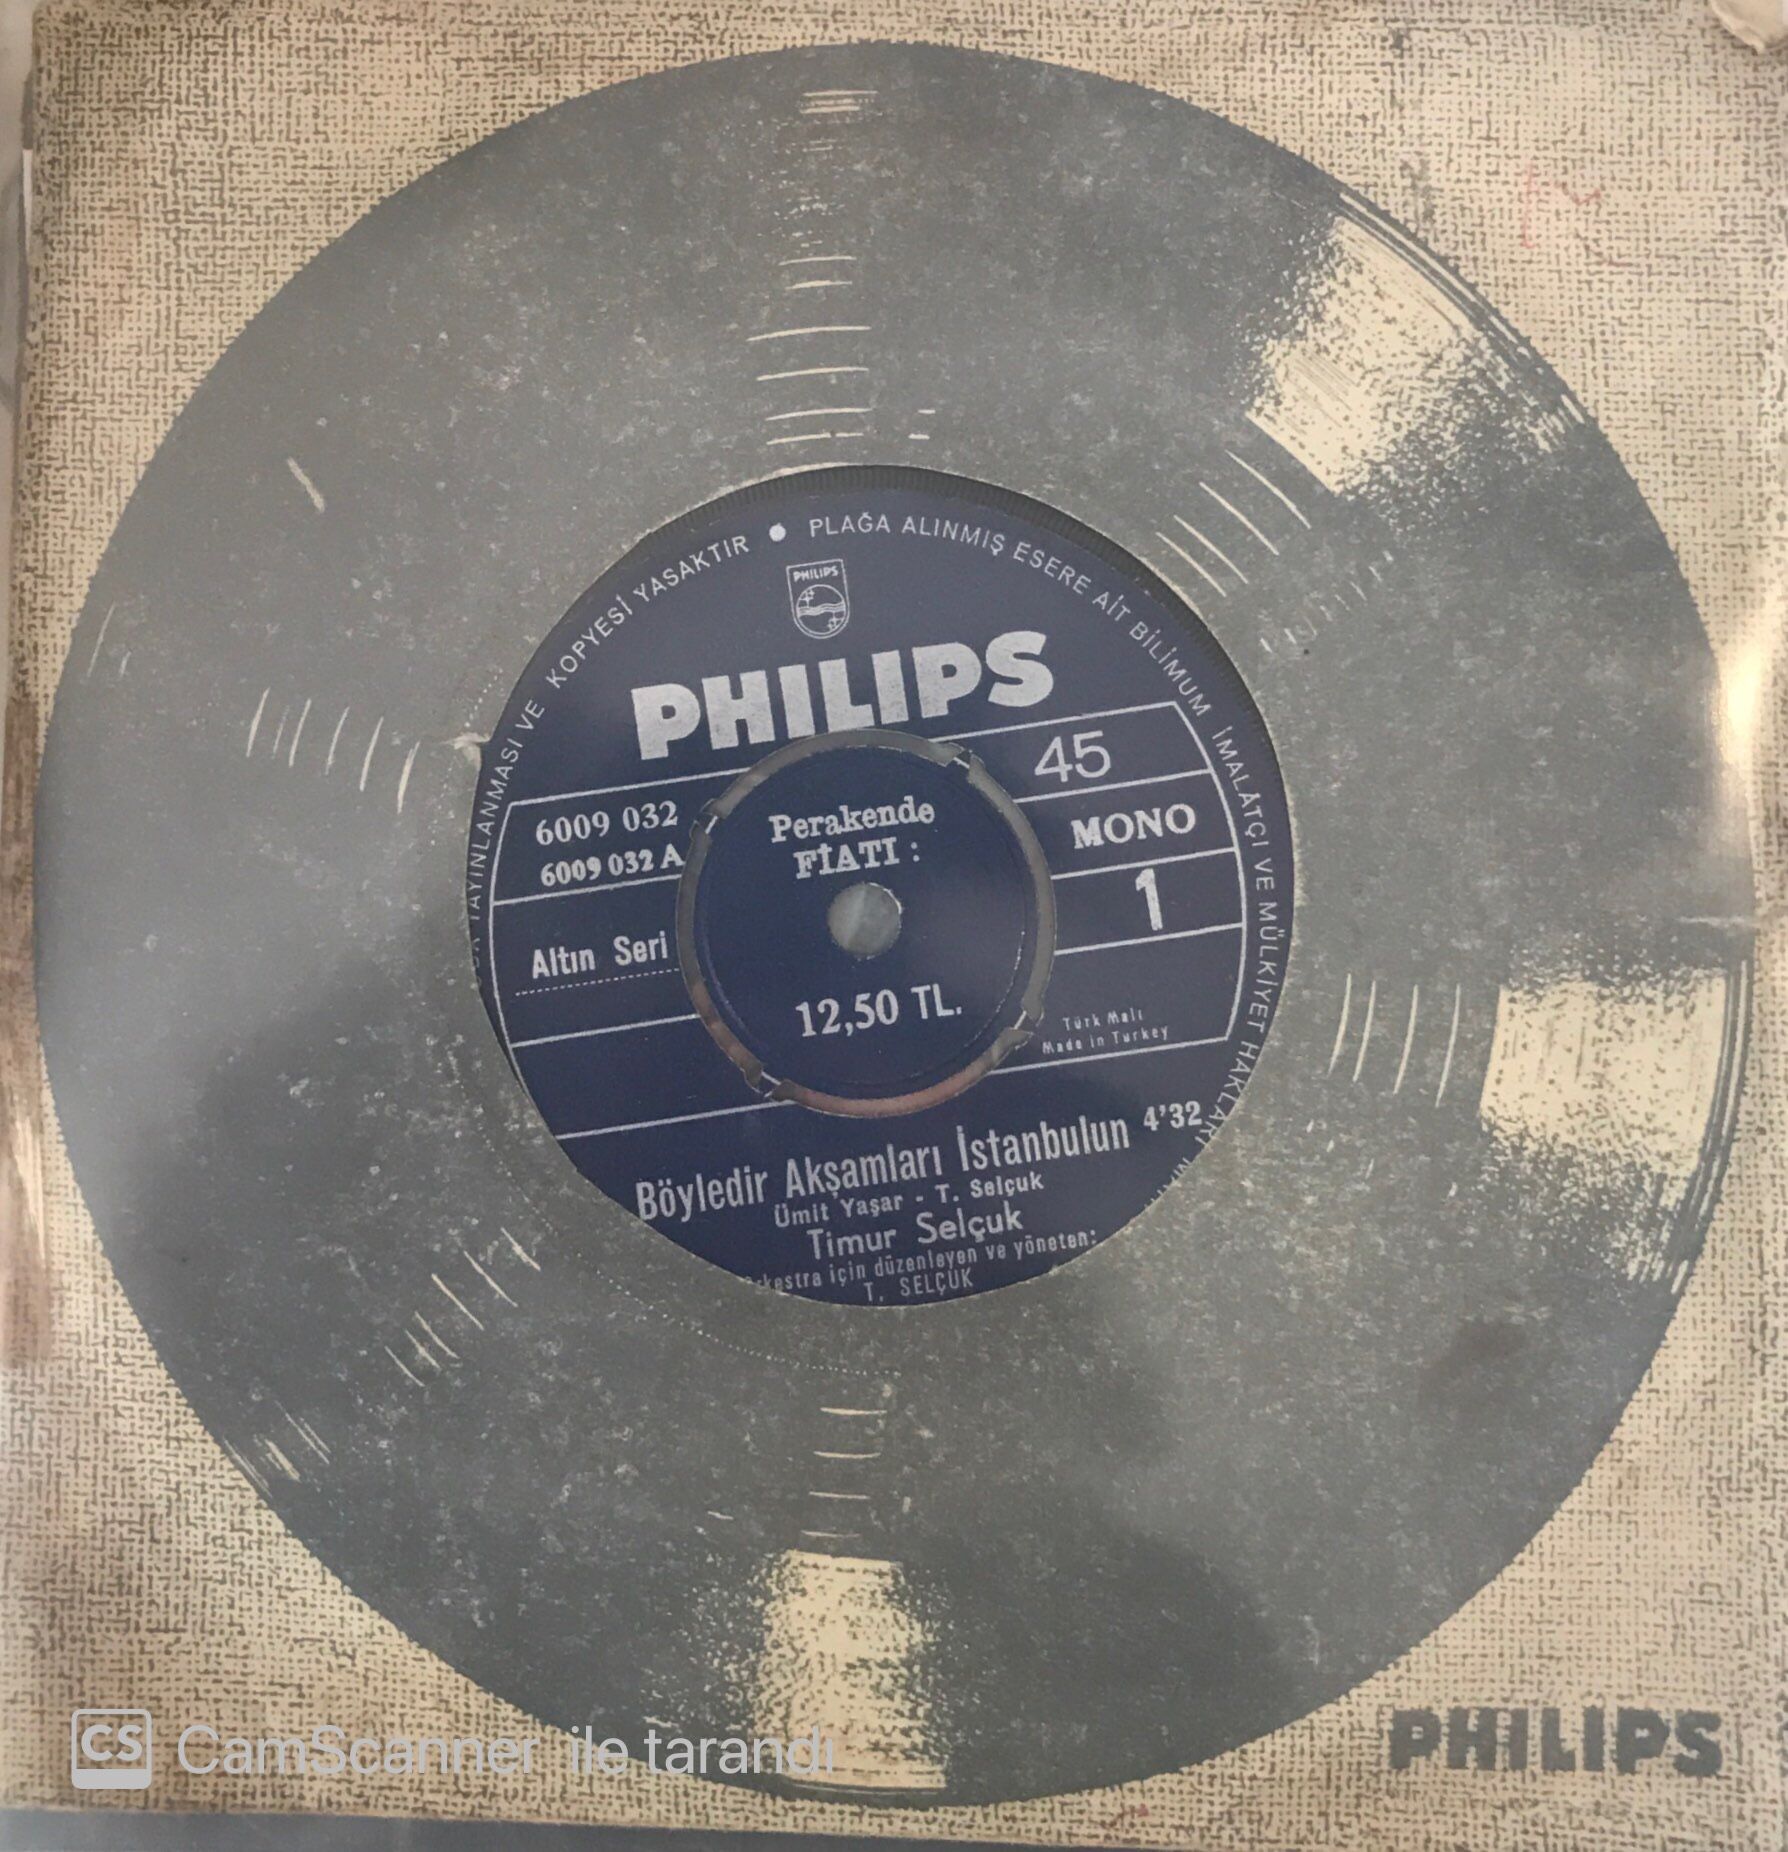 YAYINLANMASI VE KOPYESİ YASAKTIR • PLAĞA ALINMIŞ ESERE AİT BİLİMUM İMALÂTÇI VE MÜLKİYET HAKLARI
PHILIPS
PHILIPS
45
6009 032
6009 032 A
Perakende
FİATI :
MONO
1
Altın Seri
12,50 TL.
Türk Malı
Made in Turkey
Böyledir Akşamları İstanbulun 4'32
Ümit Yaşar - T. Selçuk
Timur Selçuk
için düzenleyen ve yöneten:
T. SELÇUK
PHILIPS
CS CamScanner ile tarandı